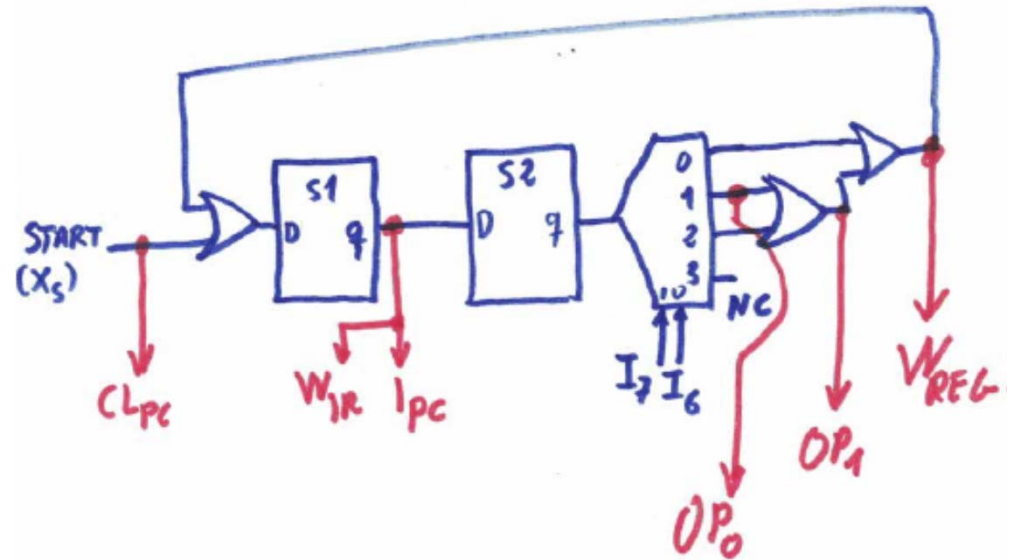 S1
S2
0
1
2
3
10
D
q
D
q
START
(Xs)
NC
I7 I6
CLPC
WIR
IPC
WREG
OP1
OP0